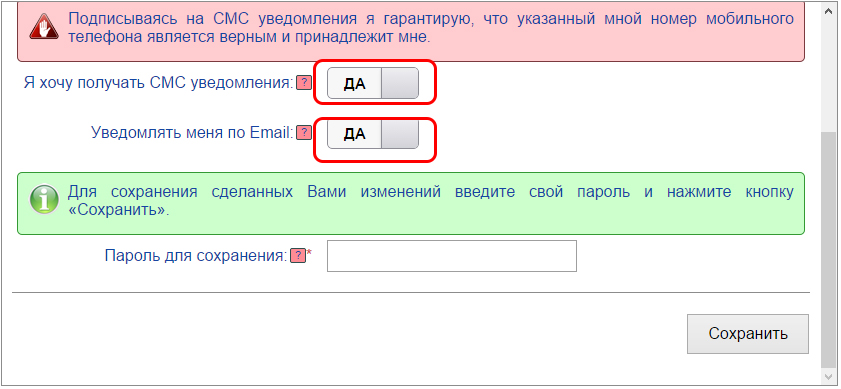 Подписываясь на СМС уведомления я гарантирую, что указанный мной номер мобильного
телефона является верным и принадлежит мне.
Я хочу получать СМС уведомления: ? ДА
Уведомлять меня по Email: ? ДА
Для сохранения сделанных Вами изменений введите свой пароль и нажмите кнопку
«Сохранить».
Пароль для сохранения: ? *
Сохранить